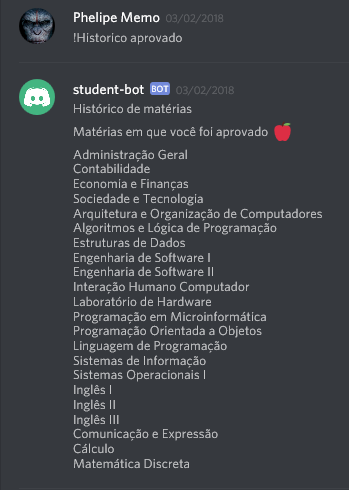 Phelipe Memo 03/02/2018
!Historico aprovado
student-bot BOT 03/02/2018
Histórico de matérias
Matérias em que você foi aprovado
Administração Geral
Contabilidade
Economia e Finanças
Sociedade e Tecnologia
Arquitetura e Organização de Computadores
Algoritmos e Lógica de Programação
Estruturas de Dados
Engenharia de Software I
Engenharia de Software II
Interação Humano Computador
Laboratório de Hardware
Programação em Microinformática
Programação Orientada a Objetos
Linguagem de Programação
Sistemas de Informação
Sistemas Operacionais I
Inglês I
Inglês II
Inglês III
Comunicação e Expressão
Cálculo
Matemática Discreta